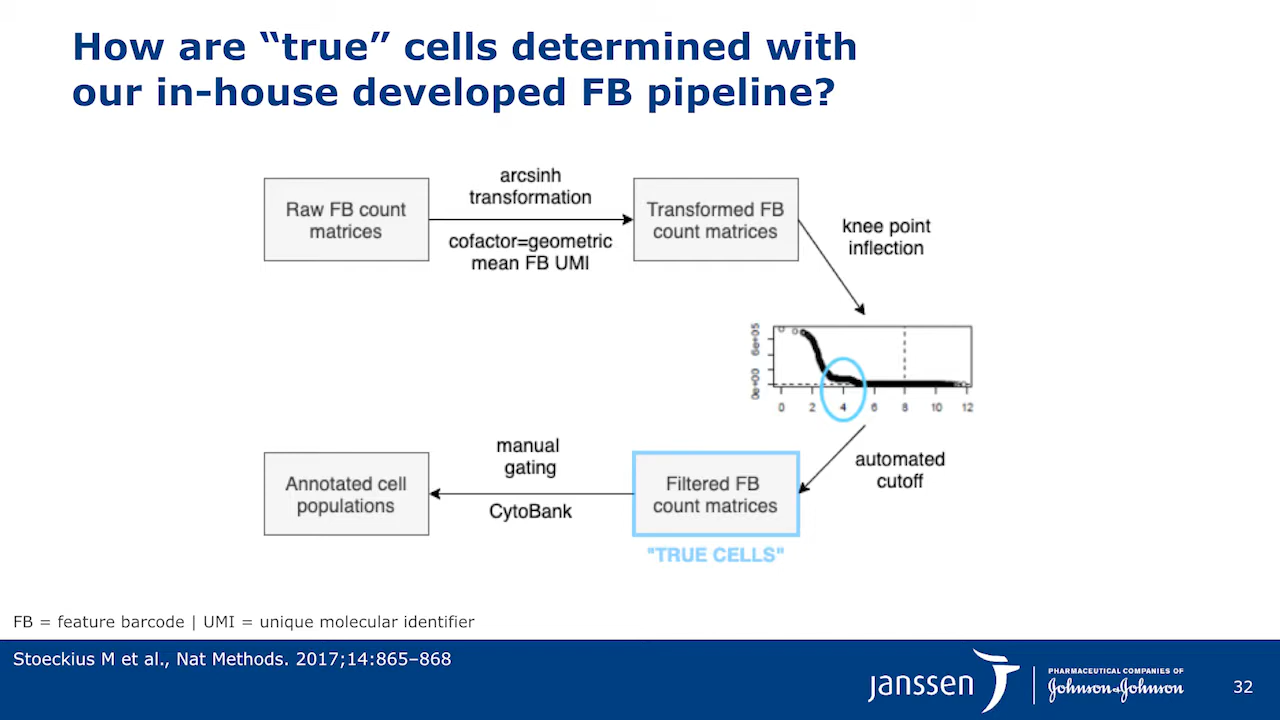 How are “true” cells determined with
our in-house developed FB pipeline?
Raw FB count
matrices
arcsinh
transformation
cofactor=geometric
mean FB UMI
Transformed FB
count matrices
knee point
inflection
6e+05
0e+00
0 2 4 6 8 10 12
automated
cutoff
Filtered FB
count matrices
"TRUE CELLS"
manual
gating
CytoBank
Annotated cell
populations
FB = feature barcode | UMI = unique molecular identifier
Stoeckius M et al., Nat Methods. 2017;14:865–868
janssen
PHARMACEUTICAL COMPANIES OF
Johnson&Johnson
32